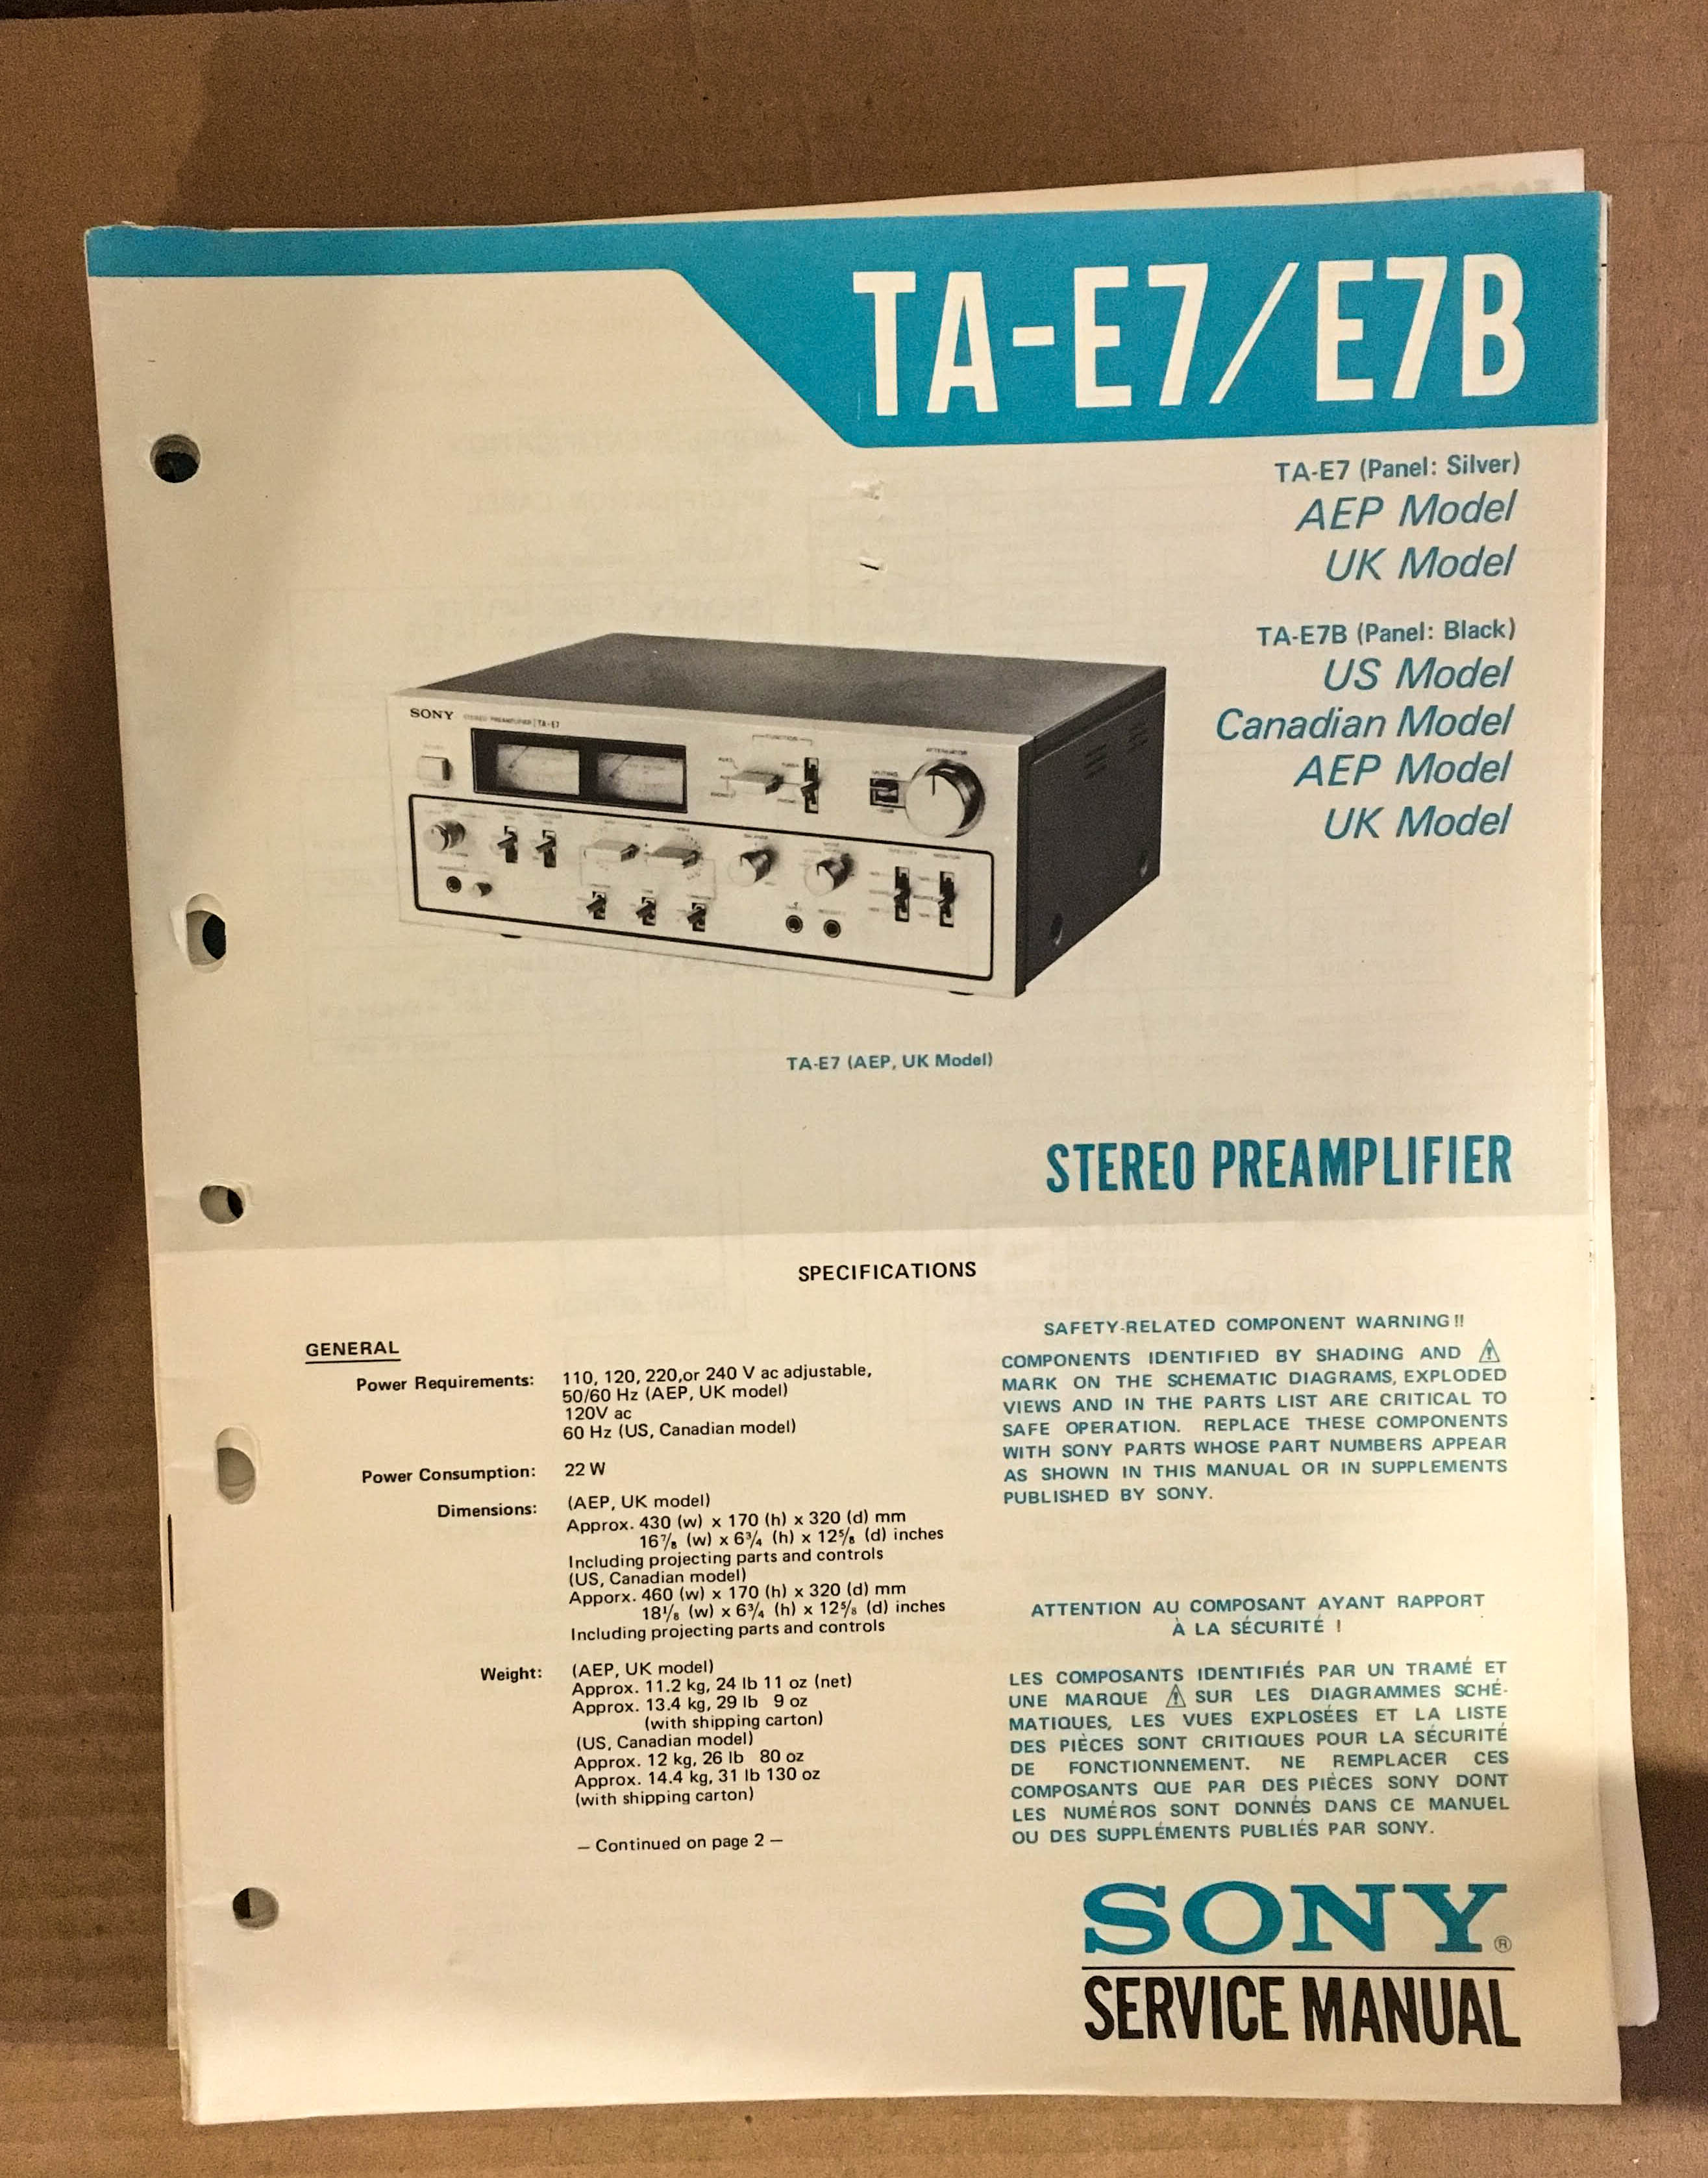 TA-E7/E7B
TA-E7 (Panel: Silver)
AEP Model
UK Model
TA-E7B (Panel: Black)
US Model
Canadian Model
AEP Model
UK Model
SONY STEREO PREAMPLIFIER TA-E7
FUNCTION
ATTENUATOR
MUTING
TA-E7 (AEP, UK Model)
STEREO PREAMPLIFIER
SPECIFICATIONS
GENERAL
Power Requirements: 110, 120, 220,or 240 V ac adjustable,
50/60 Hz (AEP, UK model)
120V ac
60 Hz (US, Canadian model)
Power Consumption: 22 W
Dimensions: (AEP, UK model)
Approx. 430 (w) x 170 (h) x 320 (d) mm
16⅞ (w) x 6¾ (h) x 12⅝ (d) inches
Including projecting parts and controls
(US, Canadian model)
Apporx. 460 (w) x 170 (h) x 320 (d) mm
18⅛ (w) x 6¾ (h) x 12⅝ (d) inches
Including projecting parts and controls
Weight: (AEP, UK model)
Approx. 11.2 kg, 24 lb 11 oz (net)
Approx. 13.4 kg, 29 lb 9 oz
(with shipping carton)
(US, Canadian model)
Approx. 12 kg, 26 lb 80 oz
Approx. 14.4 kg, 31 lb 130 oz
(with shipping carton)
— Continued on page 2 —
SAFETY-RELATED COMPONENT WARNING!!
COMPONENTS IDENTIFIED BY SHADING AND ⚠
MARK ON THE SCHEMATIC DIAGRAMS, EXPLODED
VIEWS AND IN THE PARTS LIST ARE CRITICAL TO
SAFE OPERATION. REPLACE THESE COMPONENTS
WITH SONY PARTS WHOSE PART NUMBERS APPEAR
AS SHOWN IN THIS MANUAL OR IN SUPPLEMENTS
PUBLISHED BY SONY.
ATTENTION AU COMPOSANT AYANT RAPPORT
À LA SÉCURITÉ !
LES COMPOSANTS IDENTIFIÉS PAR UN TRAMÉ ET
UNE MARQUE ⚠ SUR LES DIAGRAMMES SCHÉ-
MATIQUES, LES VUES EXPLOSÉES ET LA LISTE
DES PIÈCES SONT CRITIQUES POUR LA SÉCURITÉ
DE FONCTIONNEMENT. NE REMPLACER CES
COMPOSANTS QUE PAR DES PIÈCES SONY DONT
LES NUMÉROS SONT DONNÉS DANS CE MANUEL
OU DES SUPPLÉMENTS PUBLIÉS PAR SONY.
SONY®
SERVICE MANUAL